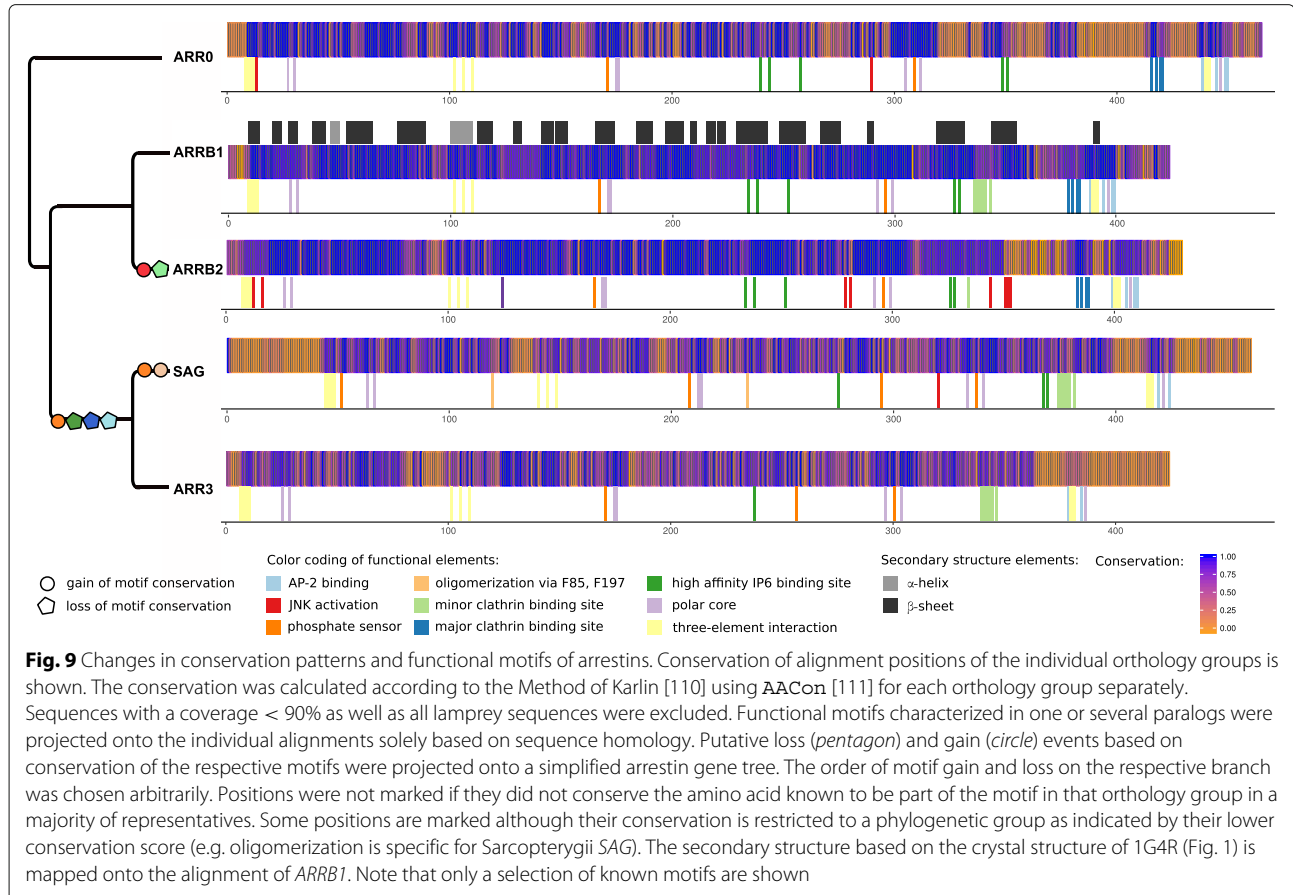 ARR0
0 100 200 300 400
ARRB1
0 100 200 300 400
ARRB2
0 100 200 300 400
SAG
0 100 200 300 400
ARR3
0 100 200 300 400
gain of motif conservation
loss of motif conservation
Color coding of functional elements:
AP-2 binding
JNK activation
phosphate sensor
oligomerization via F85, F197
minor clathrin binding site
major clathrin binding site
high affinity IP6 binding site
polar core
three-element interaction
Secondary structure elements:
α-helix
β-sheet
Conservation:
1.00
0.75
0.50
0.25
0.00
Fig. 9 Changes in conservation patterns and functional motifs of arrestins. Conservation of alignment positions of the individual orthology groups is
shown. The conservation was calculated according to the Method of Karlin [110] using AACon [111] for each orthology group separately.
Sequences with a coverage < 90% as well as all lamprey sequences were excluded. Functional motifs characterized in one or several paralogs were
projected onto the individual alignments solely based on sequence homology. Putative loss (pentagon) and gain (circle) events based on
conservation of the respective motifs were projected onto a simplified arrestin gene tree. The order of motif gain and loss on the respective branch
was chosen arbitrarily. Positions were not marked if they did not conserve the amino acid known to be part of the motif in that orthology group in a
majority of representatives. Some positions are marked although their conservation is restricted to a phylogenetic group as indicated by their lower
conservation score (e.g. oligomerization is specific for Sarcopterygii SAG). The secondary structure based on the crystal structure of 1G4R (Fig. 1) is
mapped onto the alignment of ARRB1. Note that only a selection of known motifs are shown